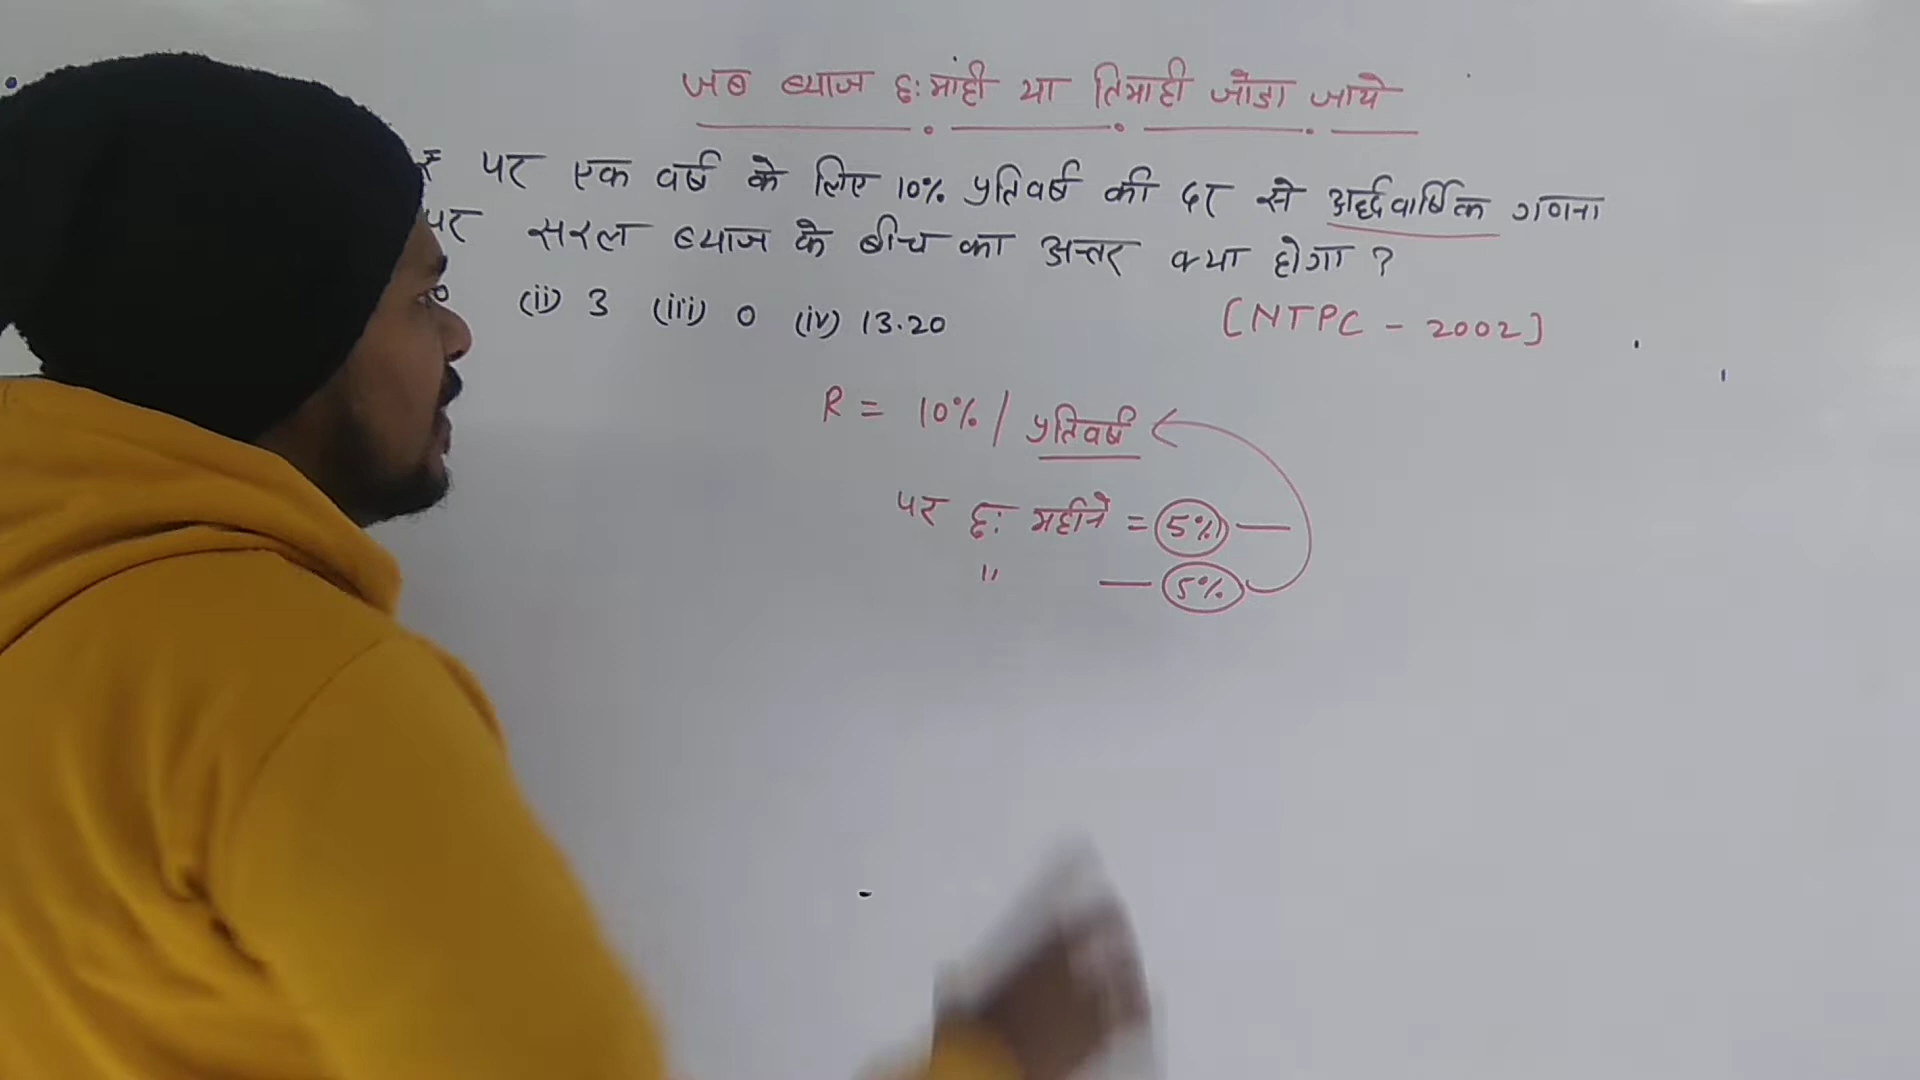 जब ब्याज छ: मांही या तिमाही जोडा जाये
₹ पर एक वर्ष के लिए 10% प्रतिवर्ष की दर से अर्द्धवार्षिक गणना
पर सरल ब्याज के बीच का अन्तर क्या होगा ?
(ii) 3 (iii) 0 (iv) 13.20
[NTPC - 2002]
R = 10% / प्रतिवर्ष
पर छ: महीने = 5%
" — 5%